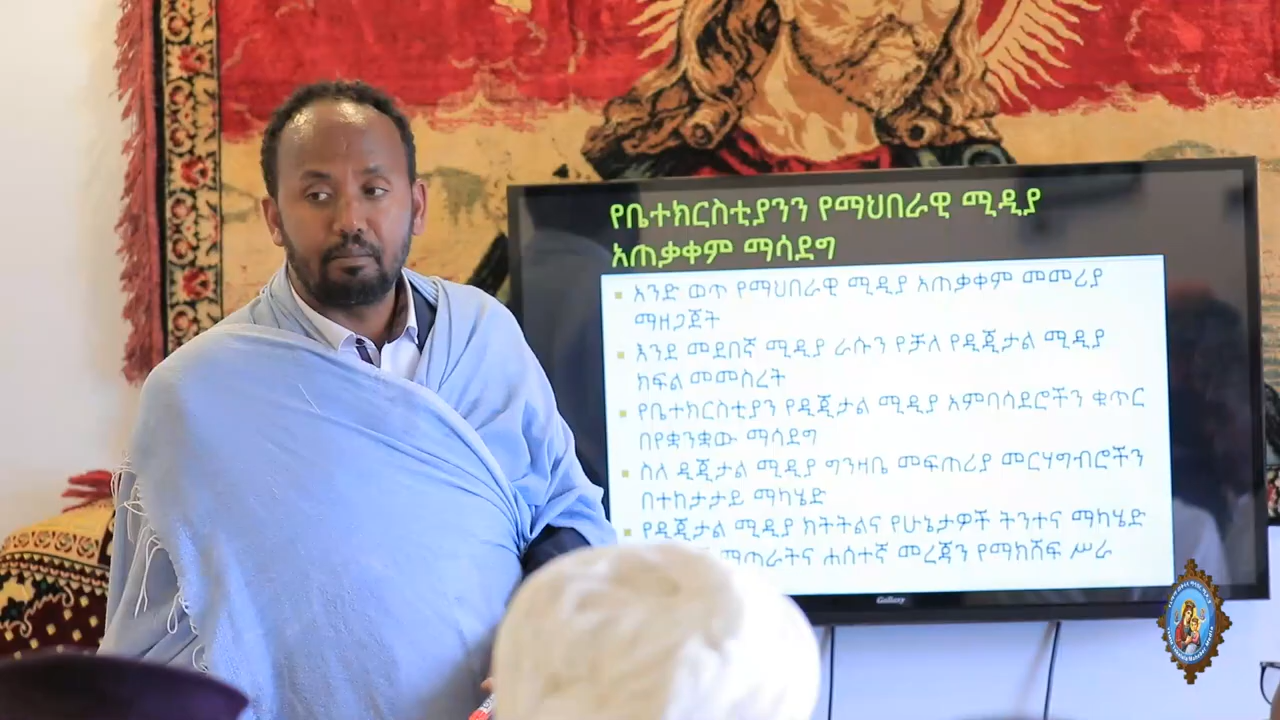 የቤተክርስቲያንን የማህበራዊ ሚዲያ
አጠቃቀም ማሳደግ
አንድ ወጥ የማህበራዊ ሚዲያ አጠቃቀም መመሪያ
ማዘጋጀት
እንደ መደበኛ ሚዲያ ራሱን የቻለ የዲጂታል ሚዲያ
ክፍል መመስረት
የቤተክርስቲያን የዲጂታል ሚዲያ አምባሳደሮችን ቁጥር
በየቋንቋው ማሳደግ
ስለ ዲጂታል ሚዲያ ግንዛቤ መፍጠሪያ መርሃግብሮችን
በተከታታይ ማካሄድ
የዲጂታል ሚዲያ ክትትልና የሁኔታዎች ትንተና ማካሄድ
ማጣራትና ሐሰተኛ መረጃን የማክሸፍ ሥራ
Gallaxy